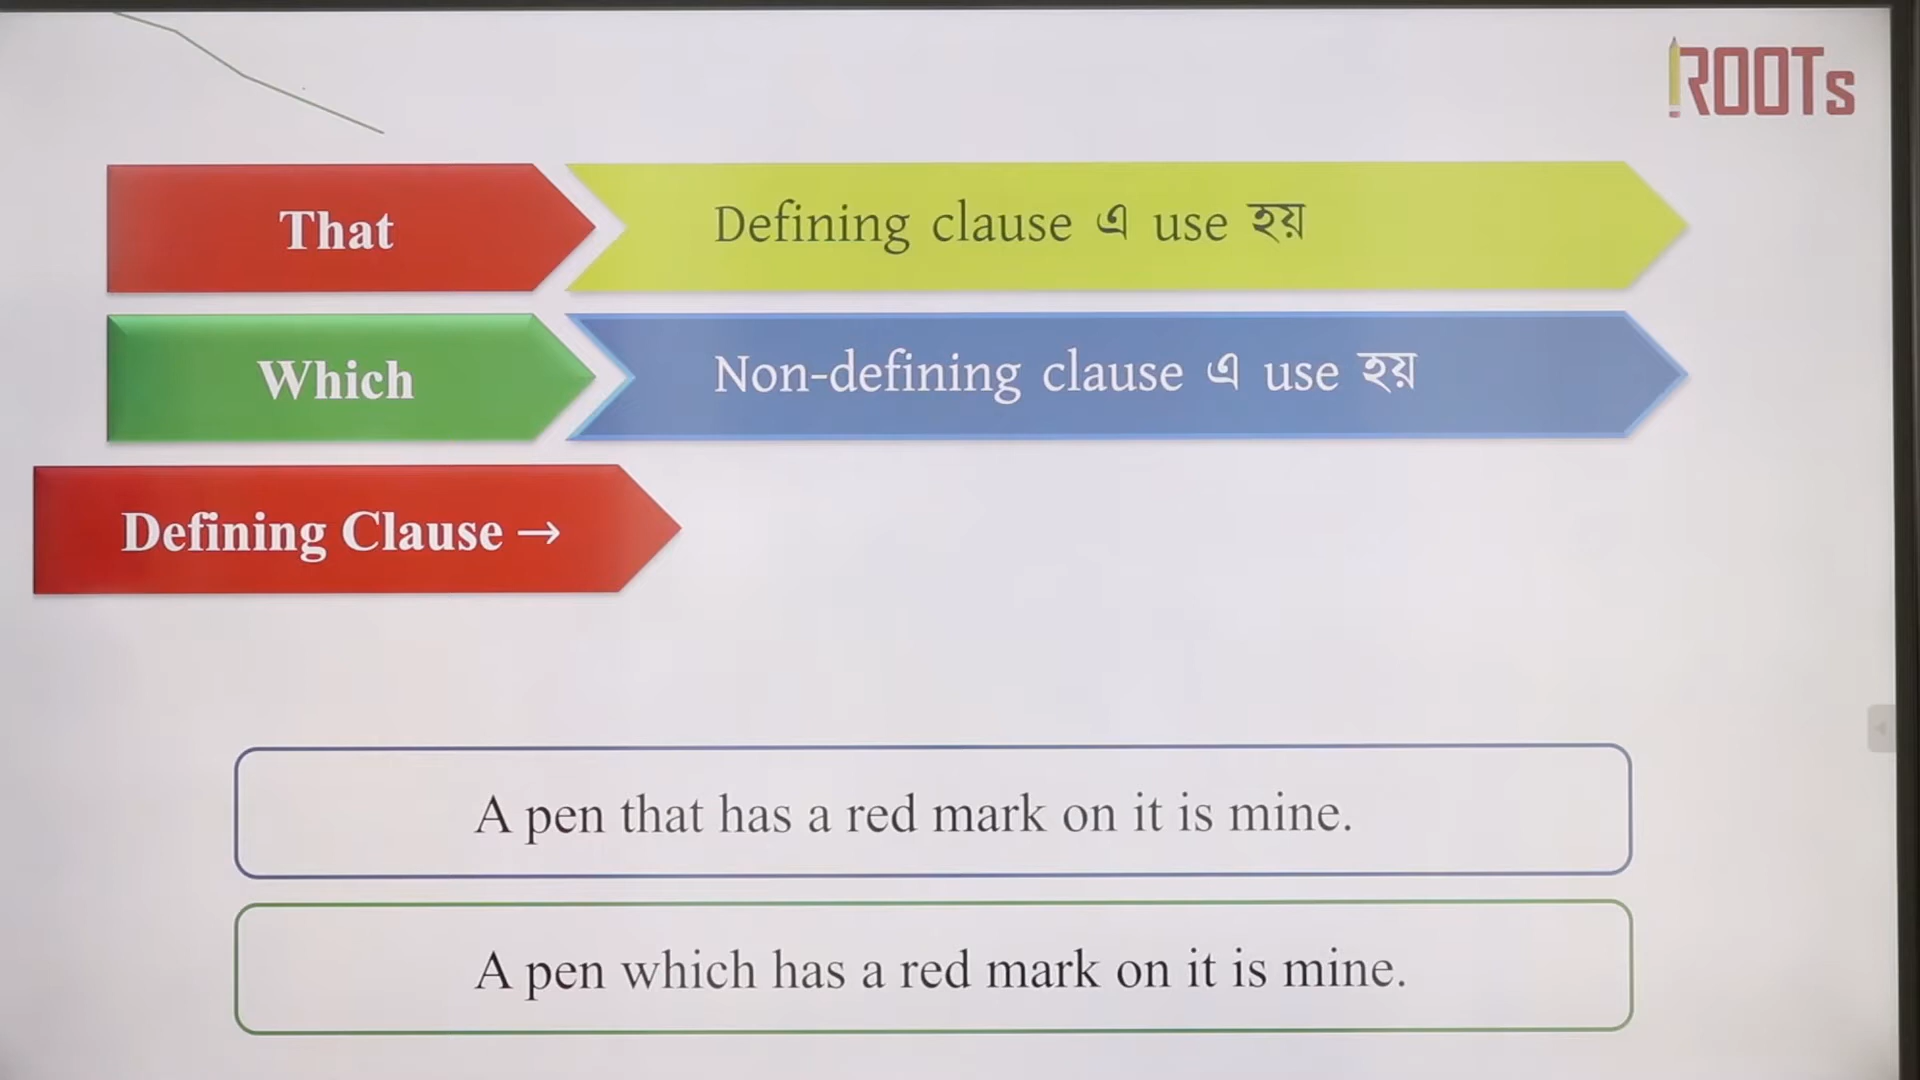 ROOTs
That
Defining clause এ use হয়
Which
Non-defining clause এ use হয়
Defining Clause →
A pen that has a red mark on it is mine.
A pen which has a red mark on it is mine.